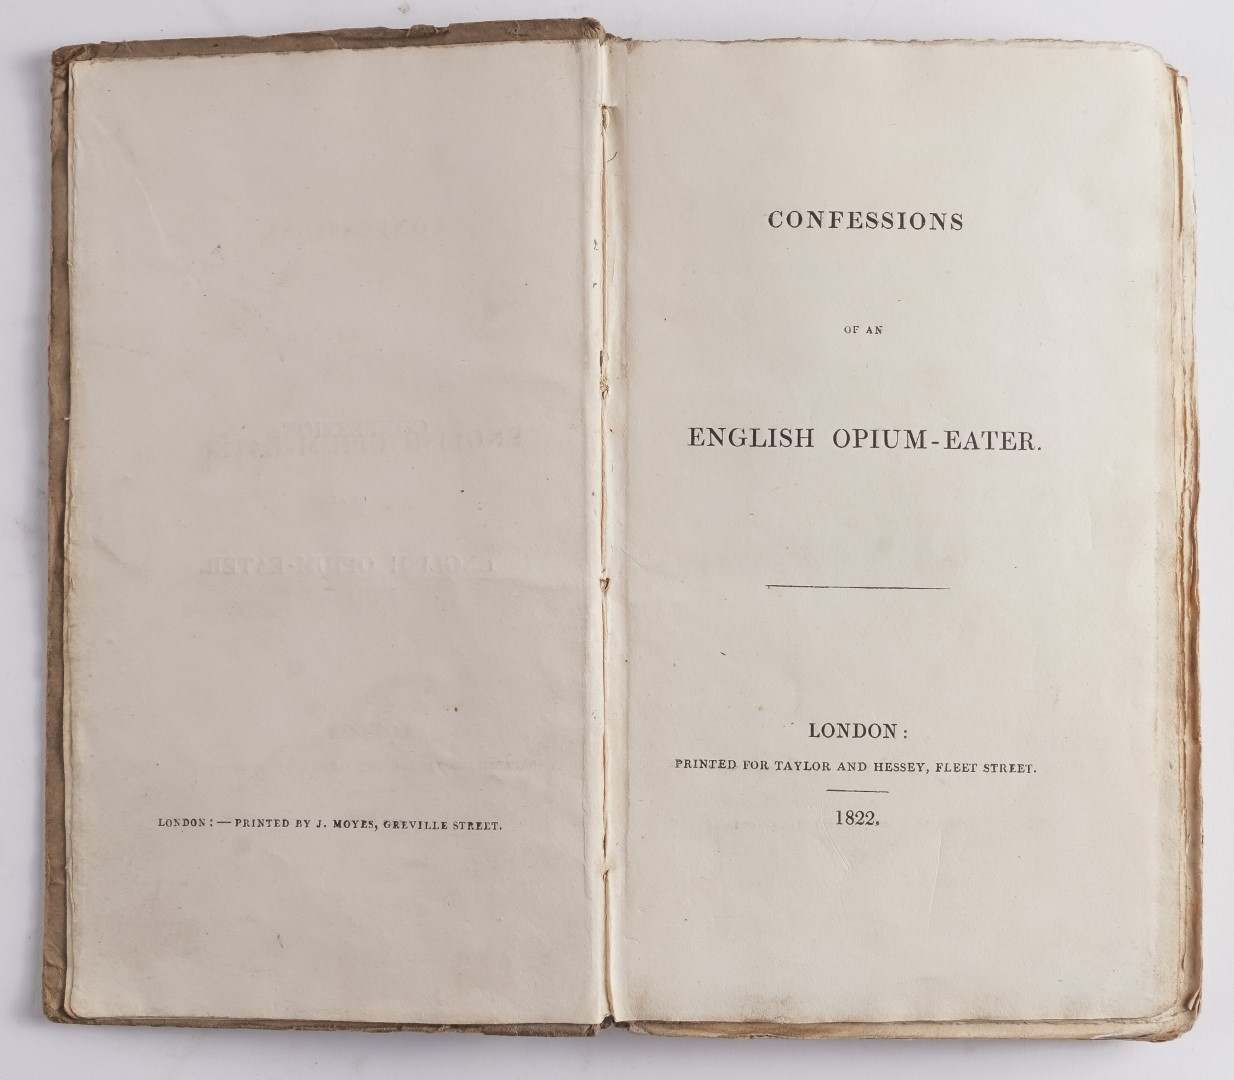 LONDON:—PRINTED BY J. MOYES, GREVILLE STREET.
CONFESSIONS
OF AN
ENGLISH OPIUM-EATER.
LONDON:
PRINTED FOR TAYLOR AND HESSEY, FLEET STREET.
1822.